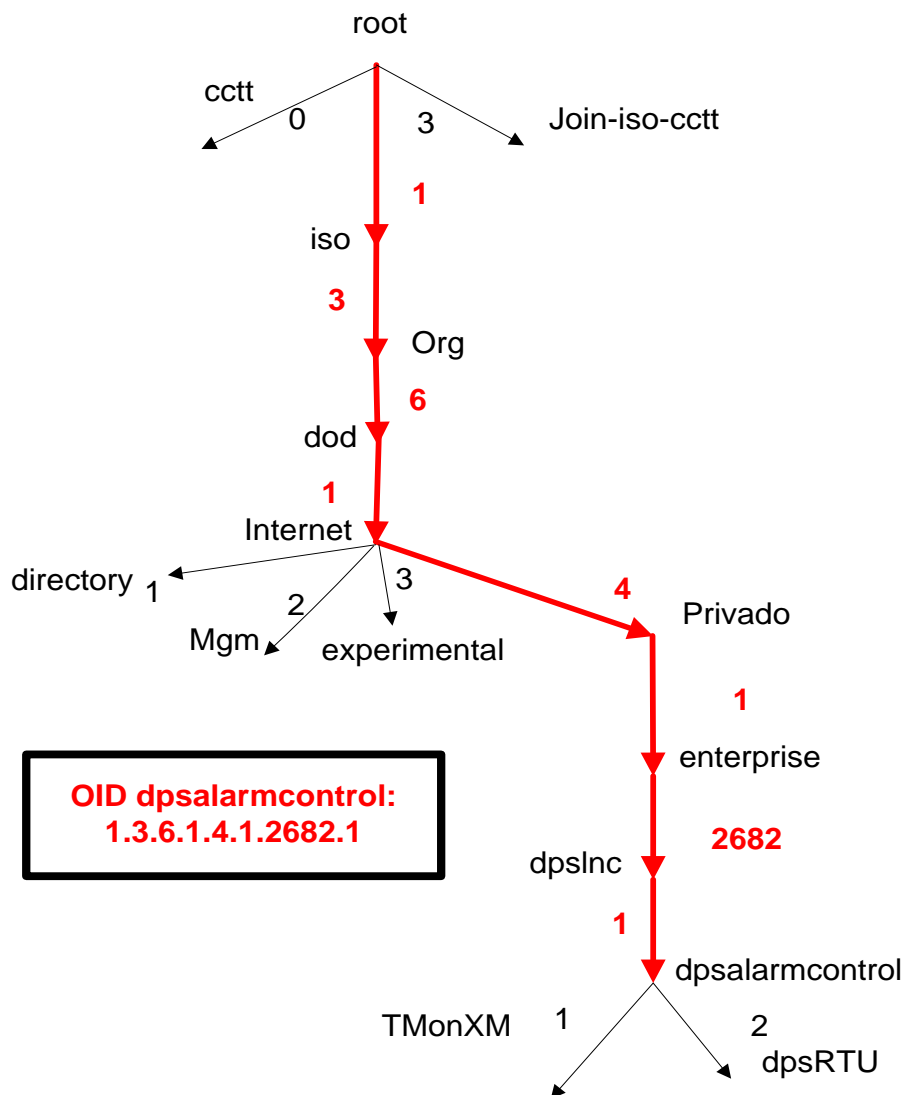 root
cctt
0
3
Join-iso-cctt
1
iso
3
Org
6
dod
1
Internet
directory
1
2
3
4
Mgm
experimental
Privado
1
enterprise
OID dpsalarmcontrol:
1.3.6.1.4.1.2682.1
2682
dpsInc
1
dpsalarmcontrol
TMonXM
1
2
dpsRTU